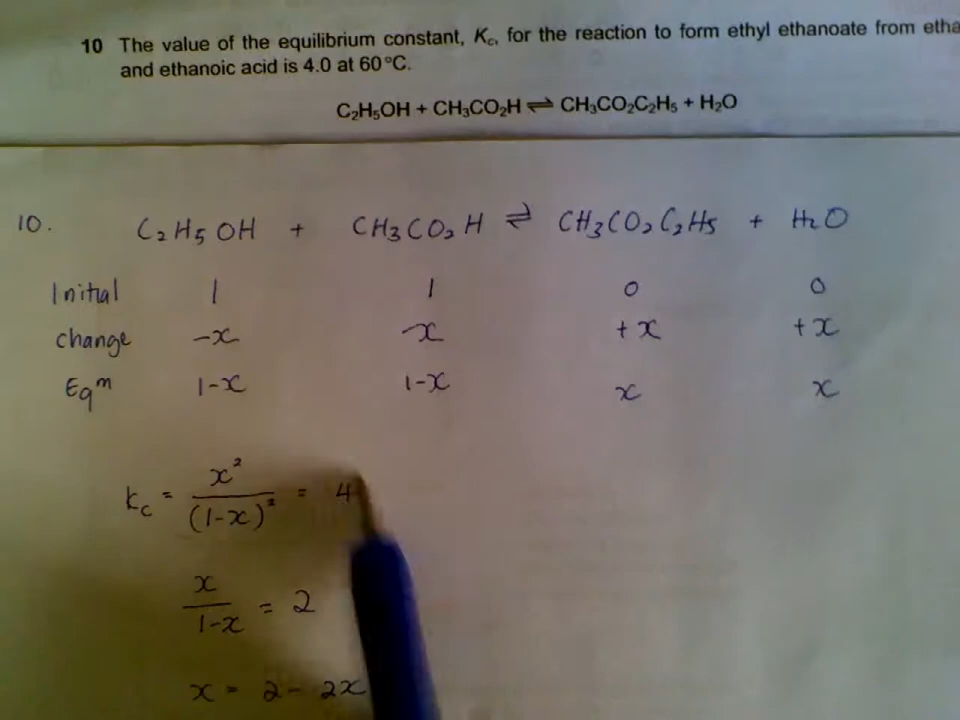 10 The value of the equilibrium constant, Kc, for the reaction to form ethyl ethanoate from etha
and ethanoic acid is 4.0 at 60 °C.
C₂H₅OH + CH₃CO₂H ⇌ CH₃CO₂C₂H₅ + H₂O
10. C₂H₅OH + CH₃CO₂H ⇌ CH₃CO₂C₂H₅ + H₂O
Initial 1 1 0 0
change -x -x +x +x
Eqᵐ 1-x 1-x x x
Kc = x²/(1-x)² = 4
x/(1-x) = 2
x = 2 - 2x